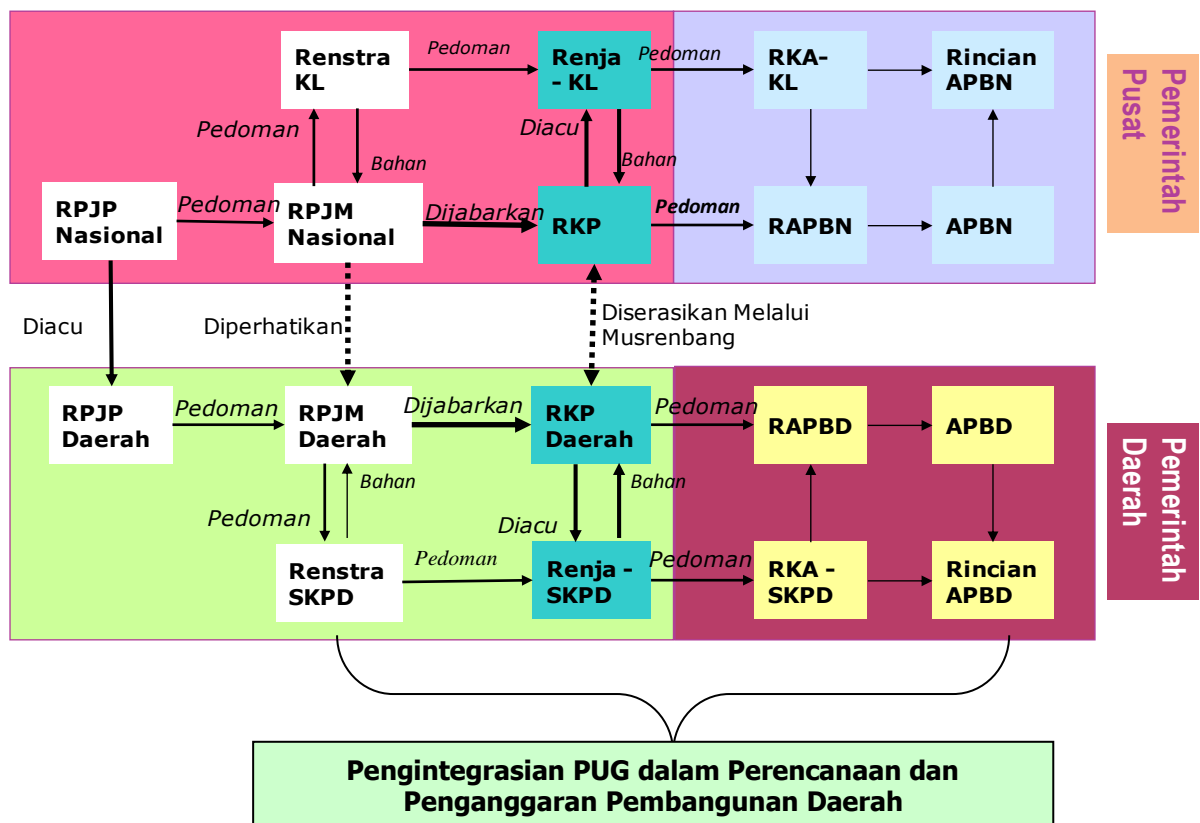 Pedoman
Pedoman
Renstra
KL
Renja
- KL
RKA-
KL
Rincian
APBN
Pemerintah
Pusat
Pedoman
Bahan
Diacu
Bahan
RPJP
Nasional
Pedoman
RPJM
Nasional
Dijabarkan
RKP
Pedoman
RAPBN
APBN
Diacu
Diperhatikan
Diserasikan Melalui
Musrenbang
RPJP
Daerah
Pedoman
RPJM
Daerah
Dijabarkan
RKP
Daerah
Pedoman
RAPBD
APBD
Pemerintah
Daerah
Bahan
Pedoman
Bahan
Diacu
Renstra
SKPD
Pedoman
Renja -
SKPD
Pedoman
RKA -
SKPD
Rincian
APBD
Pengintegrasian PUG dalam Perencanaan dan
Penganggaran Pembangunan Daerah